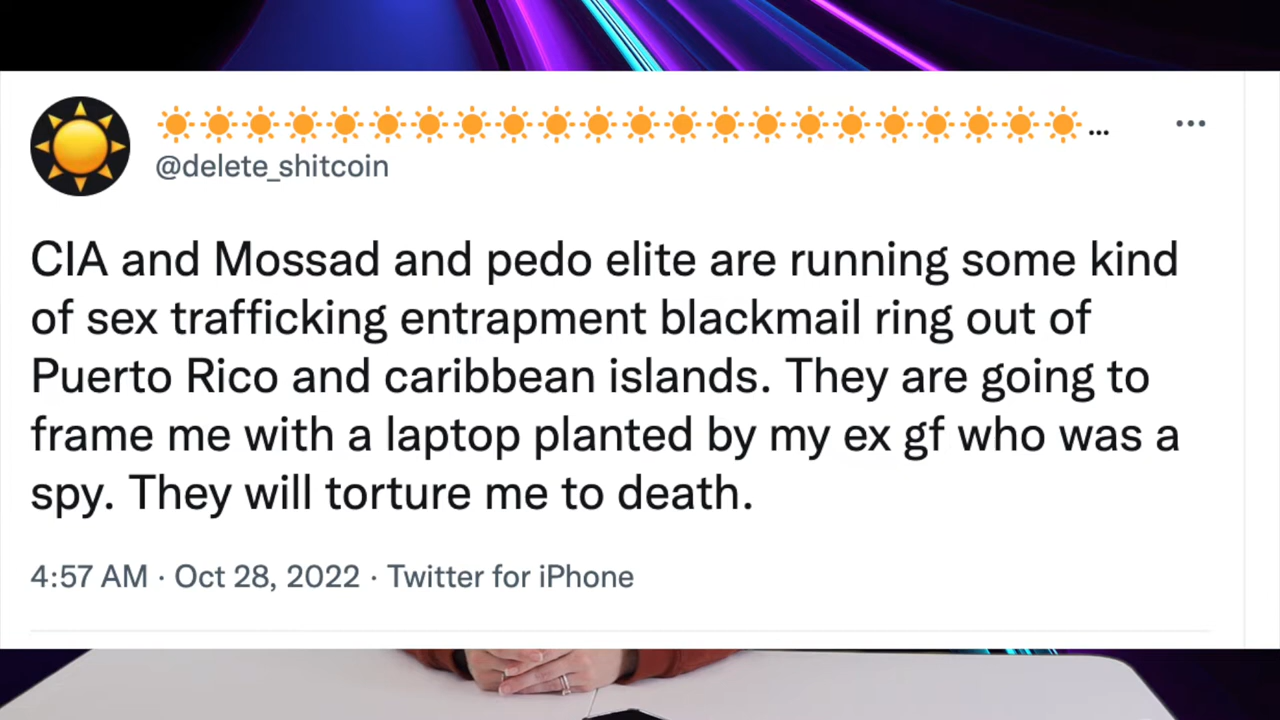 ☀️☀️☀️☀️☀️☀️☀️☀️☀️☀️☀️☀️☀️☀️☀️☀️☀️☀️☀️☀️☀️☀️...
@delete_shitcoin
CIA and Mossad and pedo elite are running some kind
of sex trafficking entrapment blackmail ring out of
Puerto Rico and caribbean islands. They are going to
frame me with a laptop planted by my ex gf who was a
spy. They will torture me to death.
4:57 AM · Oct 28, 2022 · Twitter for iPhone